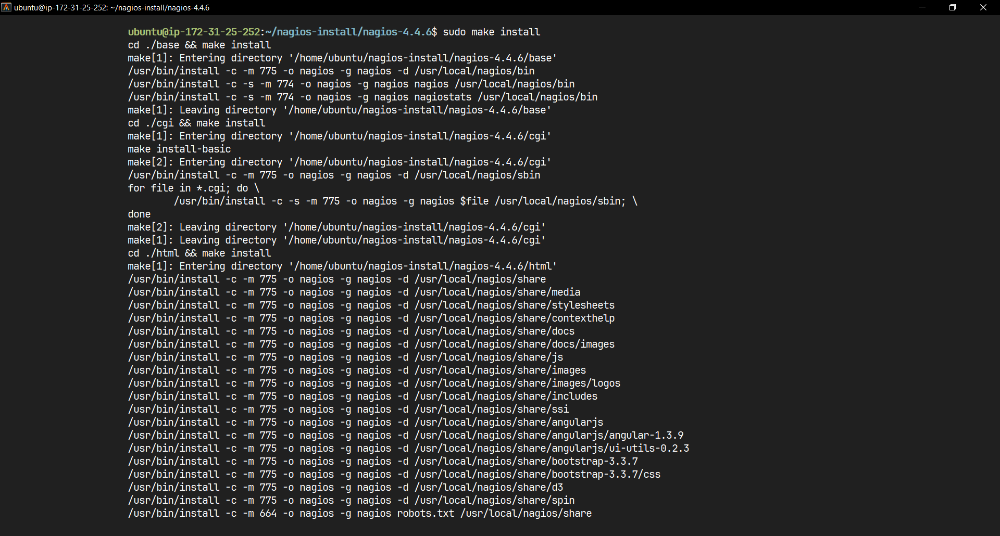 ubuntu@ip-172-31-25-252: ~/nagios-install/nagios-4.4.6
ubuntu@ip-172-31-25-252:~/nagios-install/nagios-4.4.6$ sudo make install
cd ./base && make install
make[1]: Entering directory '/home/ubuntu/nagios-install/nagios-4.4.6/base'
/usr/bin/install -c -m 775 -o nagios -g nagios -d /usr/local/nagios/bin
/usr/bin/install -c -s -m 774 -o nagios -g nagios nagios /usr/local/nagios/bin
/usr/bin/install -c -s -m 774 -o nagios -g nagios nagiostats /usr/local/nagios/bin
make[1]: Leaving directory '/home/ubuntu/nagios-install/nagios-4.4.6/base'
cd ./cgi && make install
make[1]: Entering directory '/home/ubuntu/nagios-install/nagios-4.4.6/cgi'
make install-basic
make[2]: Entering directory '/home/ubuntu/nagios-install/nagios-4.4.6/cgi'
/usr/bin/install -c -m 775 -o nagios -g nagios -d /usr/local/nagios/sbin
for file in *.cgi; do \
        /usr/bin/install -c -s -m 775 -o nagios -g nagios $file /usr/local/nagios/sbin; \
done
make[2]: Leaving directory '/home/ubuntu/nagios-install/nagios-4.4.6/cgi'
make[1]: Leaving directory '/home/ubuntu/nagios-install/nagios-4.4.6/cgi'
cd ./html && make install
make[1]: Entering directory '/home/ubuntu/nagios-install/nagios-4.4.6/html'
/usr/bin/install -c -m 775 -o nagios -g nagios -d /usr/local/nagios/share
/usr/bin/install -c -m 775 -o nagios -g nagios -d /usr/local/nagios/share/media
/usr/bin/install -c -m 775 -o nagios -g nagios -d /usr/local/nagios/share/stylesheets
/usr/bin/install -c -m 775 -o nagios -g nagios -d /usr/local/nagios/share/contexthelp
/usr/bin/install -c -m 775 -o nagios -g nagios -d /usr/local/nagios/share/docs
/usr/bin/install -c -m 775 -o nagios -g nagios -d /usr/local/nagios/share/docs/images
/usr/bin/install -c -m 775 -o nagios -g nagios -d /usr/local/nagios/share/js
/usr/bin/install -c -m 775 -o nagios -g nagios -d /usr/local/nagios/share/images
/usr/bin/install -c -m 775 -o nagios -g nagios -d /usr/local/nagios/share/images/logos
/usr/bin/install -c -m 775 -o nagios -g nagios -d /usr/local/nagios/share/includes
/usr/bin/install -c -m 775 -o nagios -g nagios -d /usr/local/nagios/share/ssi
/usr/bin/install -c -m 775 -o nagios -g nagios -d /usr/local/nagios/share/angularjs
/usr/bin/install -c -m 775 -o nagios -g nagios -d /usr/local/nagios/share/angularjs/angular-1.3.9
/usr/bin/install -c -m 775 -o nagios -g nagios -d /usr/local/nagios/share/angularjs/ui-utils-0.2.3
/usr/bin/install -c -m 775 -o nagios -g nagios -d /usr/local/nagios/share/bootstrap-3.3.7
/usr/bin/install -c -m 775 -o nagios -g nagios -d /usr/local/nagios/share/bootstrap-3.3.7/css
/usr/bin/install -c -m 775 -o nagios -g nagios -d /usr/local/nagios/share/d3
/usr/bin/install -c -m 775 -o nagios -g nagios -d /usr/local/nagios/share/spin
/usr/bin/install -c -m 664 -o nagios -g nagios robots.txt /usr/local/nagios/share